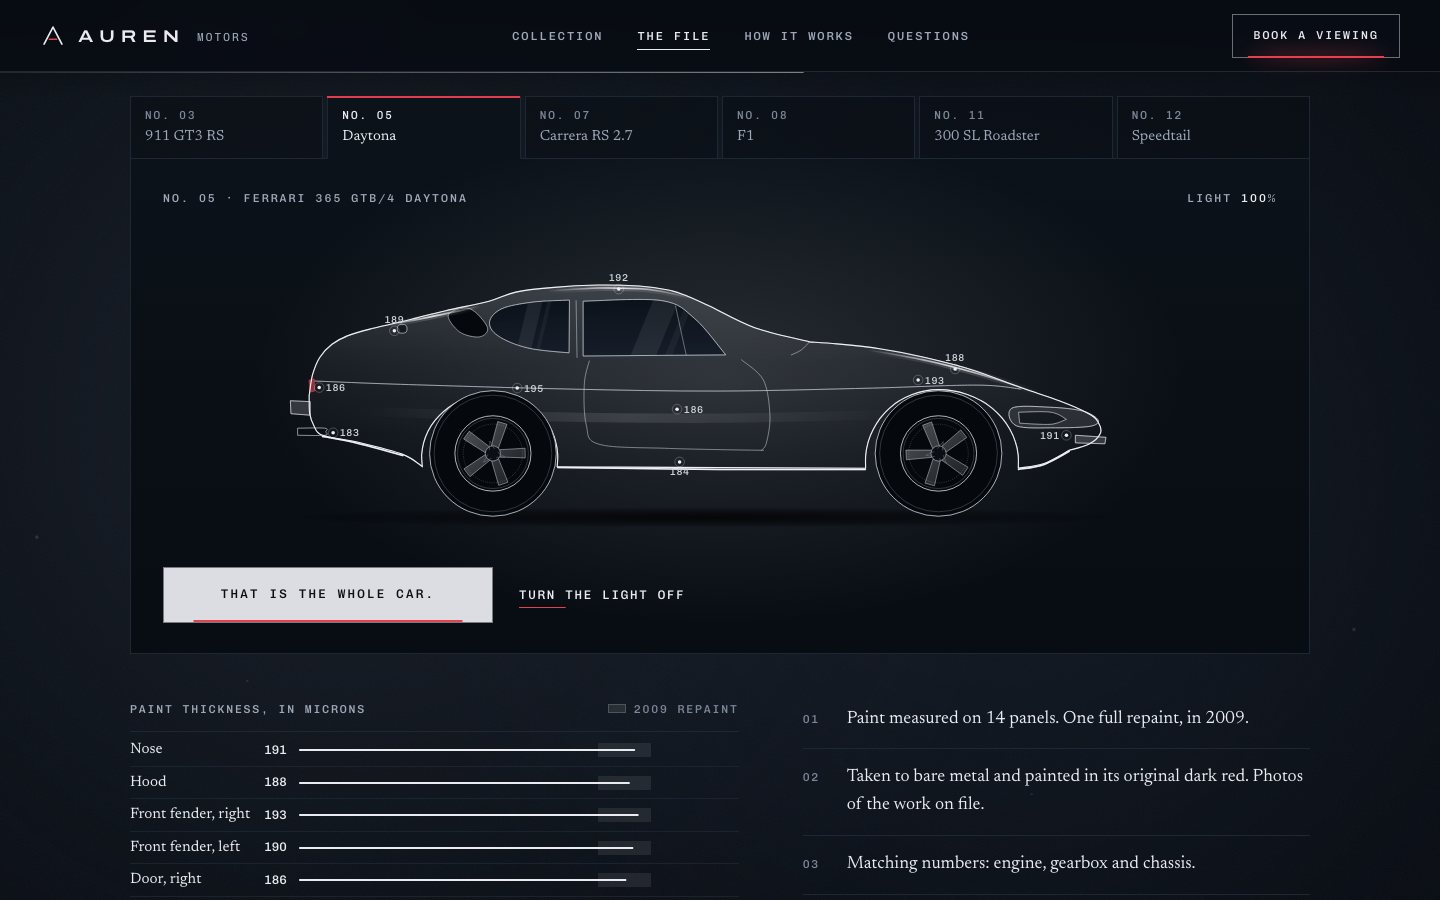 AUREN MOTORS
COLLECTION THE FILE HOW IT WORKS QUESTIONS
BOOK A VIEWING
NO. 03
911 GT3 RS
NO. 05
Daytona
NO. 07
Carrera RS 2.7
NO. 08
F1
NO. 11
300 SL Roadster
NO. 12
Speedtail
NO. 05 · FERRARI 365 GTB/4 DAYTONA
LIGHT 100%
192
189
188
193
186
195
186
183
191
184
THAT IS THE WHOLE CAR.
TURN THE LIGHT OFF
PAINT THICKNESS, IN MICRONS
2009 REPAINT
Nose 191
Hood 188
Front fender, right 193
Front fender, left 190
Door, right 186
01 Paint measured on 14 panels. One full repaint, in 2009.
02 Taken to bare metal and painted in its original dark red. Photos
of the work on file.
03 Matching numbers: engine, gearbox and chassis.